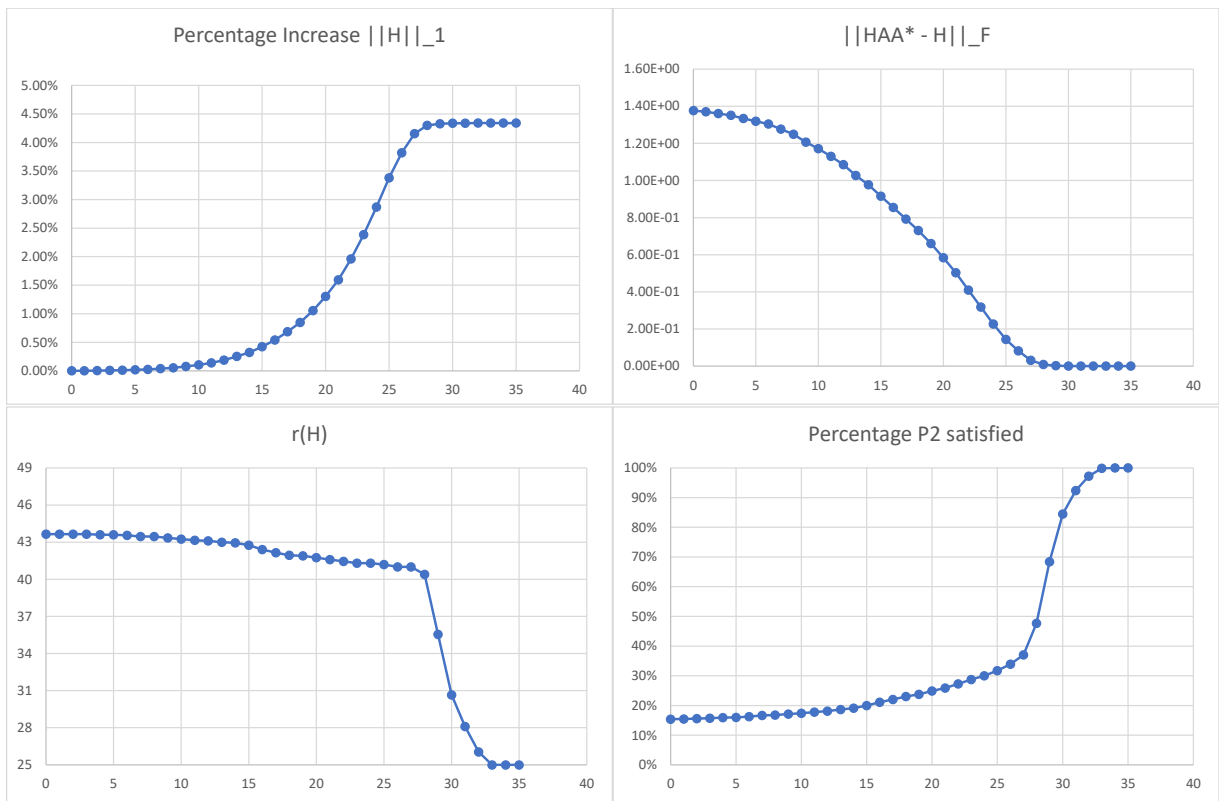 Percentage Increase ||H||_1
5.00%
4.50%
4.00%
3.50%
3.00%
2.50%
2.00%
1.50%
1.00%
0.50%
0.00%
0 5 10 15 20 25 30 35 40
||HAA* - H||_F
1.60E+00
1.40E+00
1.20E+00
1.00E+00
8.00E-01
6.00E-01
4.00E-01
2.00E-01
0.00E+00
0 5 10 15 20 25 30 35 40
r(H)
49
46
43
40
37
34
31
28
25
0 5 10 15 20 25 30 35 40
Percentage P2 satisfied
100%
90%
80%
70%
60%
50%
40%
30%
20%
10%
0%
0 5 10 15 20 25 30 35 40